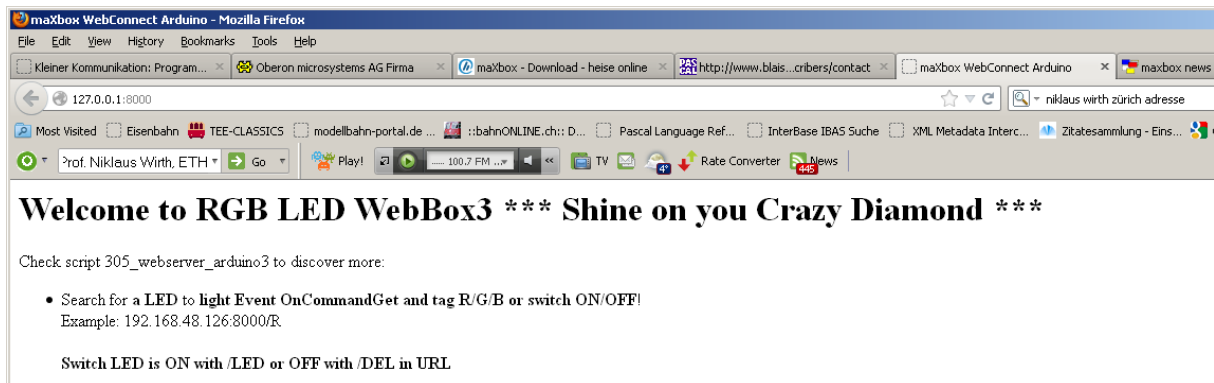 maXbox WebConnect Arduino - Mozilla Firefox
File Edit View History Bookmarks Tools Help
Kleiner Kommunikation: Program... × Oberon microsystems AG Firma × maXbox - Download - heise online × http://www.blais...cribers/contact × maXbox WebConnect Arduino × maxbox news
127.0.0.1:8000 niklaus wirth zürich adresse
Most Visited Eisenbahn TEE-CLASSICS modellbahn-portal.de ... ::bahnONLINE.ch:: D... Pascal Language Ref... InterBase IBAS Suche XML Metadata Interc... Zitatesammlung - Eins...
Prof. Niklaus Wirth, ETH Go Play! .... 100.7 FM ... TV 4° Rate Converter News 445
Welcome to RGB LED WebBox3 *** Shine on you Crazy Diamond ***
Check script 305_webserver_arduino3 to discover more:
• Search for a LED to light Event OnCommandGet and tag R/G/B or switch ON/OFF!
Example: 192.168.48.126:8000/R
Switch LED is ON with /LED or OFF with /DEL in URL